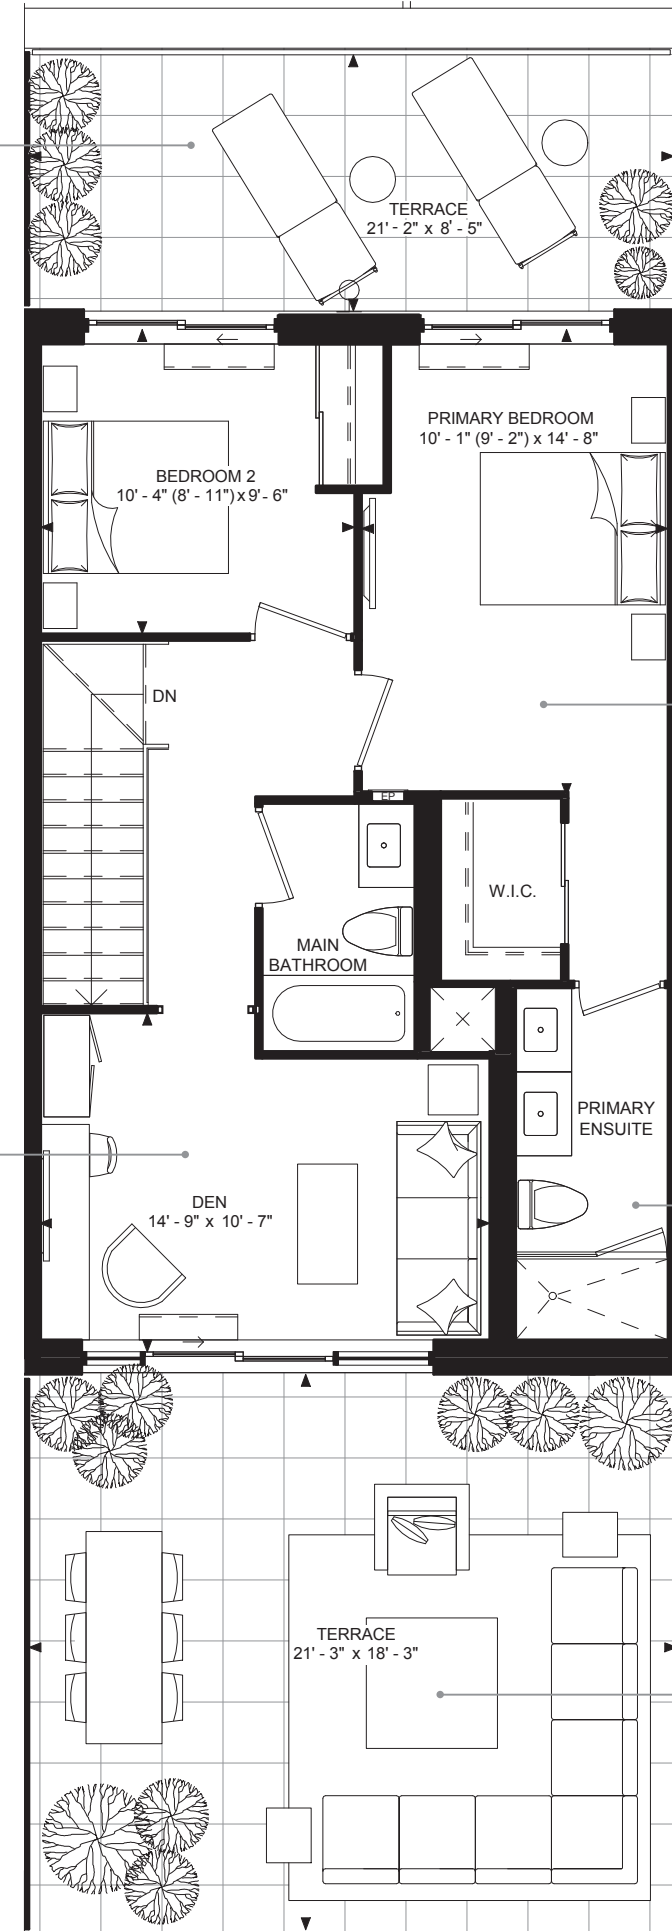 TERRACE
21' - 2" x 8' - 5"
PRIMARY BEDROOM
10' - 1" (9' - 2") x 14' - 8"
BEDROOM 2
10' - 4" (8' - 11") x 9' - 6"
DN
EP
W.I.C.
MAIN
BATHROOM
PRIMARY
ENSUITE
DEN
14' - 9" x 10' - 7"
TERRACE
21' - 3" x 18' - 3"